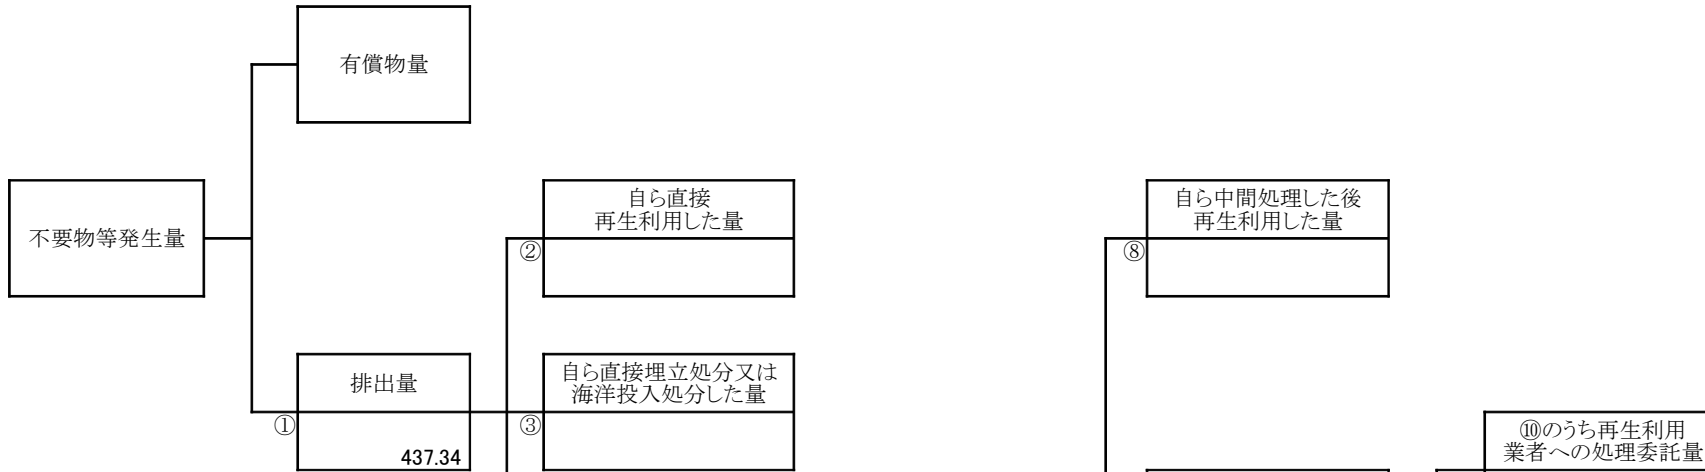 有償物量
不要物等発生量
自ら直接
再生利用した量
②
自ら中間処理した後
再生利用した量
⑧
排出量
①
437.34
自ら直接埋立処分又は
海洋投入処分した量
③
⑩のうち再生利用
業者への処理委託量